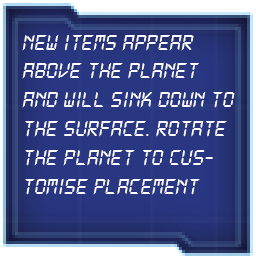 NEW ITEMS APPEAR
ABOVE THE PLANET
AND WILL SINK DOWN TO
THE SURFACE. ROTATE
THE PLANET TO CUS-
TOMISE PLACEMENT